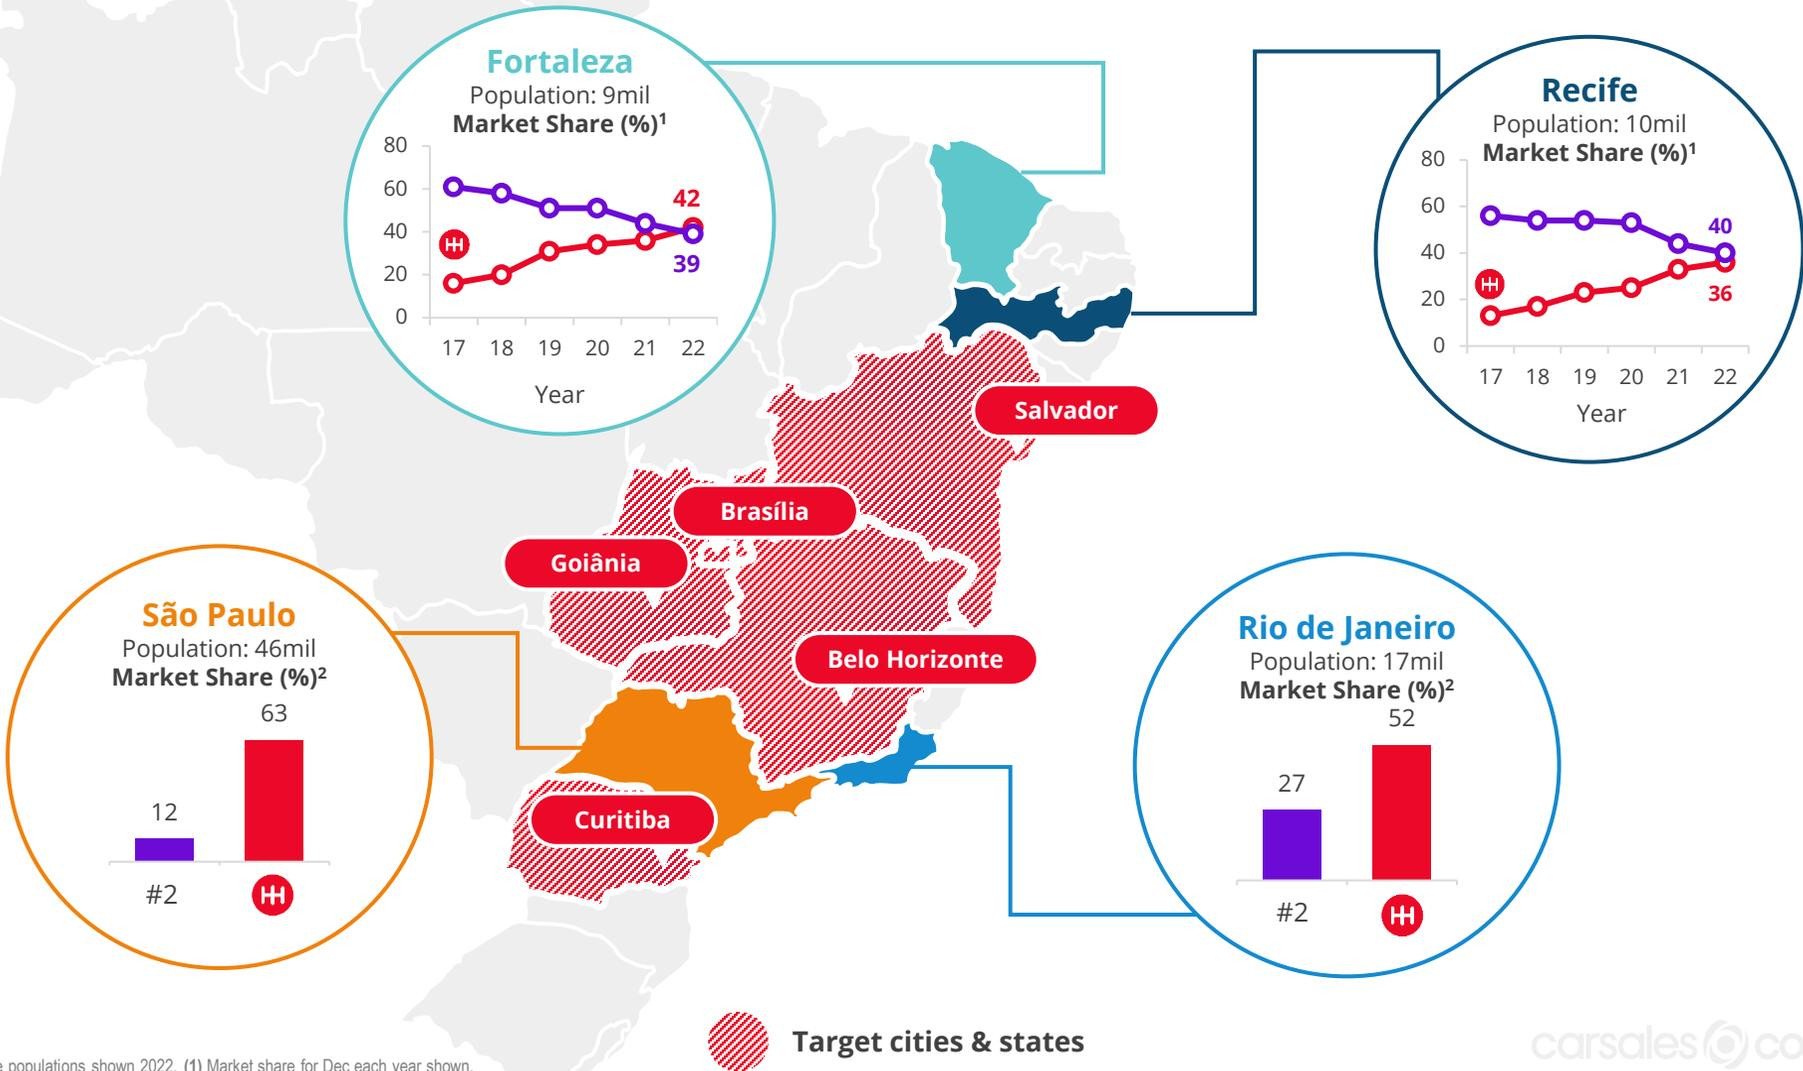 Fortaleza
Population: 9mil
Market Share (%)¹
80
60
40
20
0
42
39
17 18 19 20 21 22
Year
Recife
Population: 10mil
Market Share (%)¹
80
60
40
20
0
40
36
17 18 19 20 21 22
Year
Salvador
Brasília
Goiânia
Belo Horizonte
Curitiba
São Paulo
Population: 46mil
Market Share (%)²
63
12
#2
Rio de Janeiro
Population: 17mil
Market Share (%)²
52
27
#2
Target cities & states
populations shown 2022. (1) Market share for Dec each year shown.
carsales co